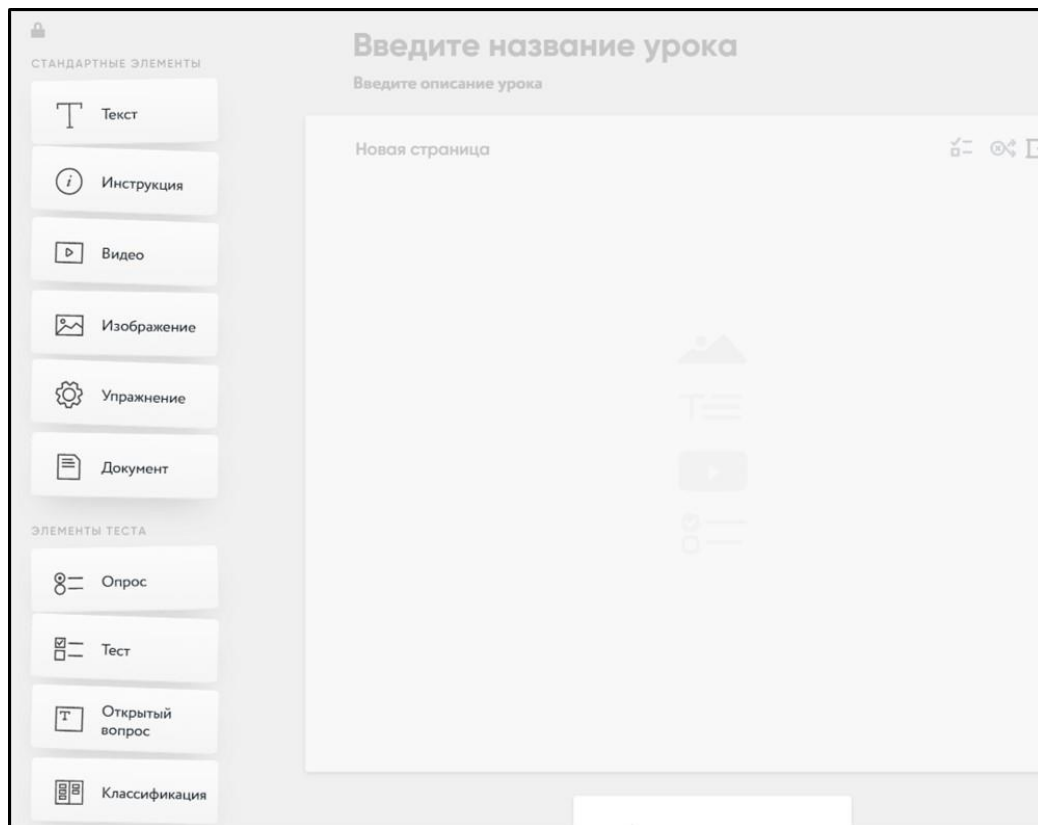 СТАНДАРТНЫЕ ЭЛЕМЕНТЫ
Текст
Инструкция
Видео
Изображение
Упражнение
Документ
ЭЛЕМЕНТЫ ТЕСТА
Опрос
Тест
Открытый
вопрос
Классификация
Введите название урока
Введите описание урока
Новая страница